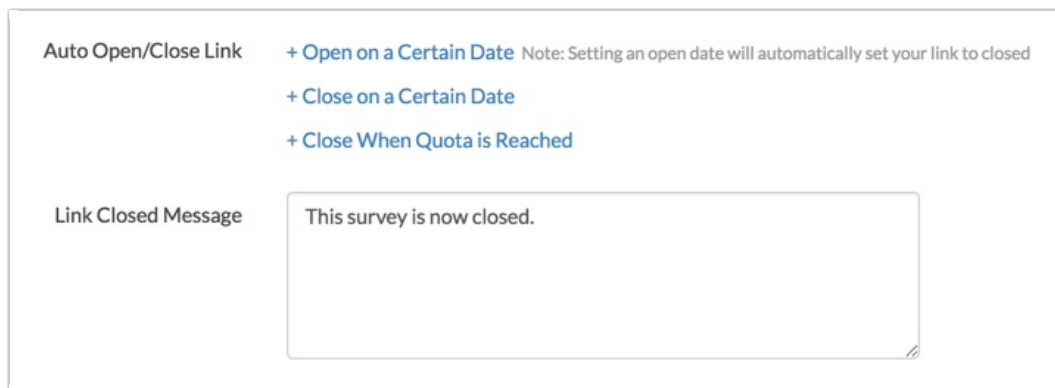 Auto Open/Close Link + Open on a Certain Date Note: Setting an open date will automatically set your link to closed
+ Close on a Certain Date
+ Close When Quota is Reached
Link Closed Message This survey is now closed.